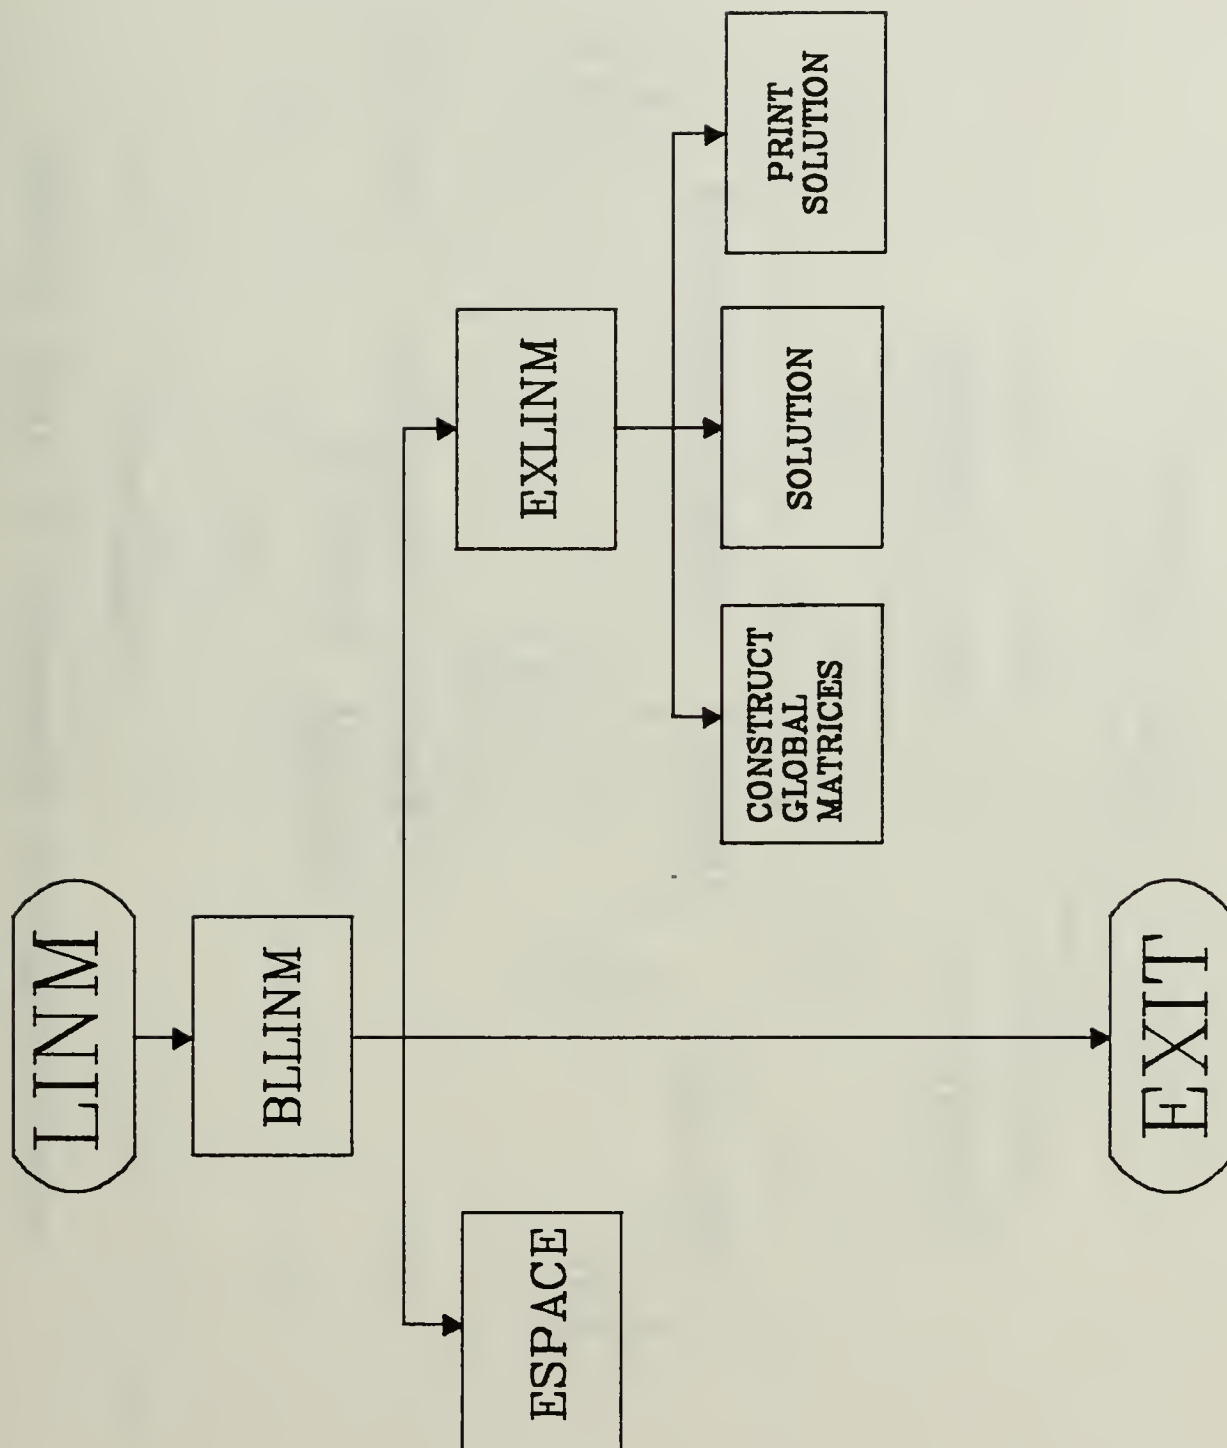 LINM
BLLINM
ESPACE
EXLINM
CONSTRUCT
GLOBAL
MATRICES
SOLUTION
PRINT
SOLUTION
EXIT